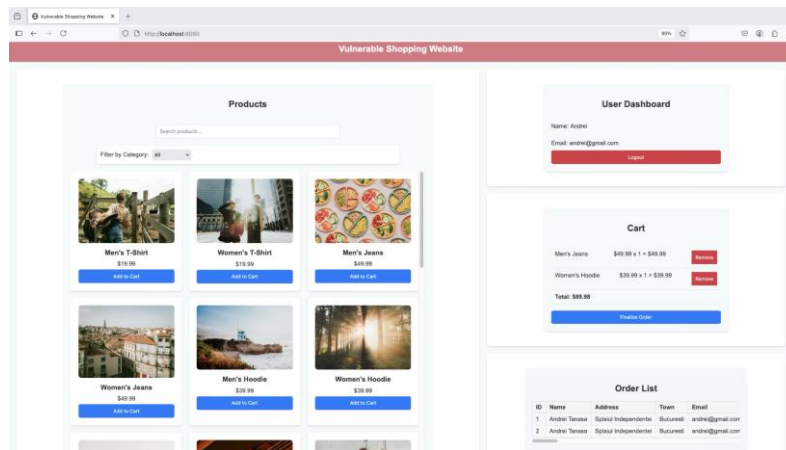 Vulnerable Shopping Website
http://localhost:8080
80%
Vulnerable Shopping Website
Products
Search products...
Filter by Category: All
Men's T-Shirt
$19.99
Add to Cart
Women's T-Shirt
$19.99
Add to Cart
Men's Jeans
$49.99
Add to Cart
Women's Jeans
$49.99
Add to Cart
Men's Hoodie
$39.99
Add to Cart
Women's Hoodie
$39.99
Add to Cart
User Dashboard
Name: Andrei
Email: andrei@gmail.com
Logout
Cart
Men's Jeans $49.99 x 1 = $49.99 Remove
Women's Hoodie $39.99 x 1 = $39.99 Remove
Total: $89.98
Finalize Order
Order List
ID Name Address Town Email
1 Andrei Tanasa Splaiul Independentei Bucuresti andrei@gmail.com
2 Andrei Tanasa Splaiul Independentei Bucuresti andrei@gmail.com